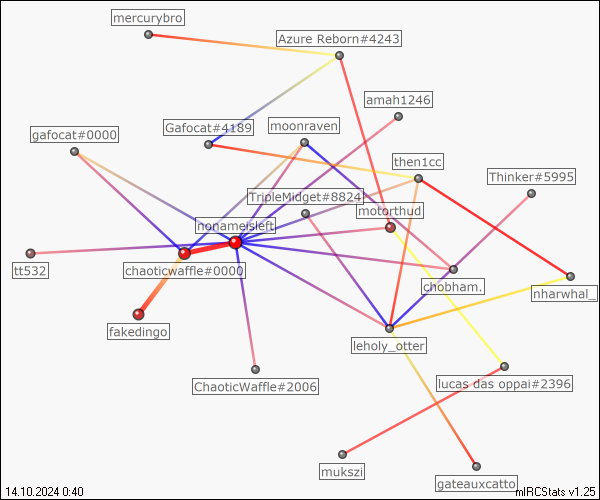 mercurybro
Azure Reborn#4243
amah1246
Gafocat#4189
moonraven
gafocat#0000
then1cc
Thinker#5995
TripleMidget#8824
motorthud
nonameisleft
tt532
chaoticwaffle#0000
chobham.
nharwhal_
fakedingo
leholy_otter
ChaoticWaffle#2006
lucas das oppai#2396
mukszi
gateauxcatto
14.10.2024 0:40
mIRCStats v1.25